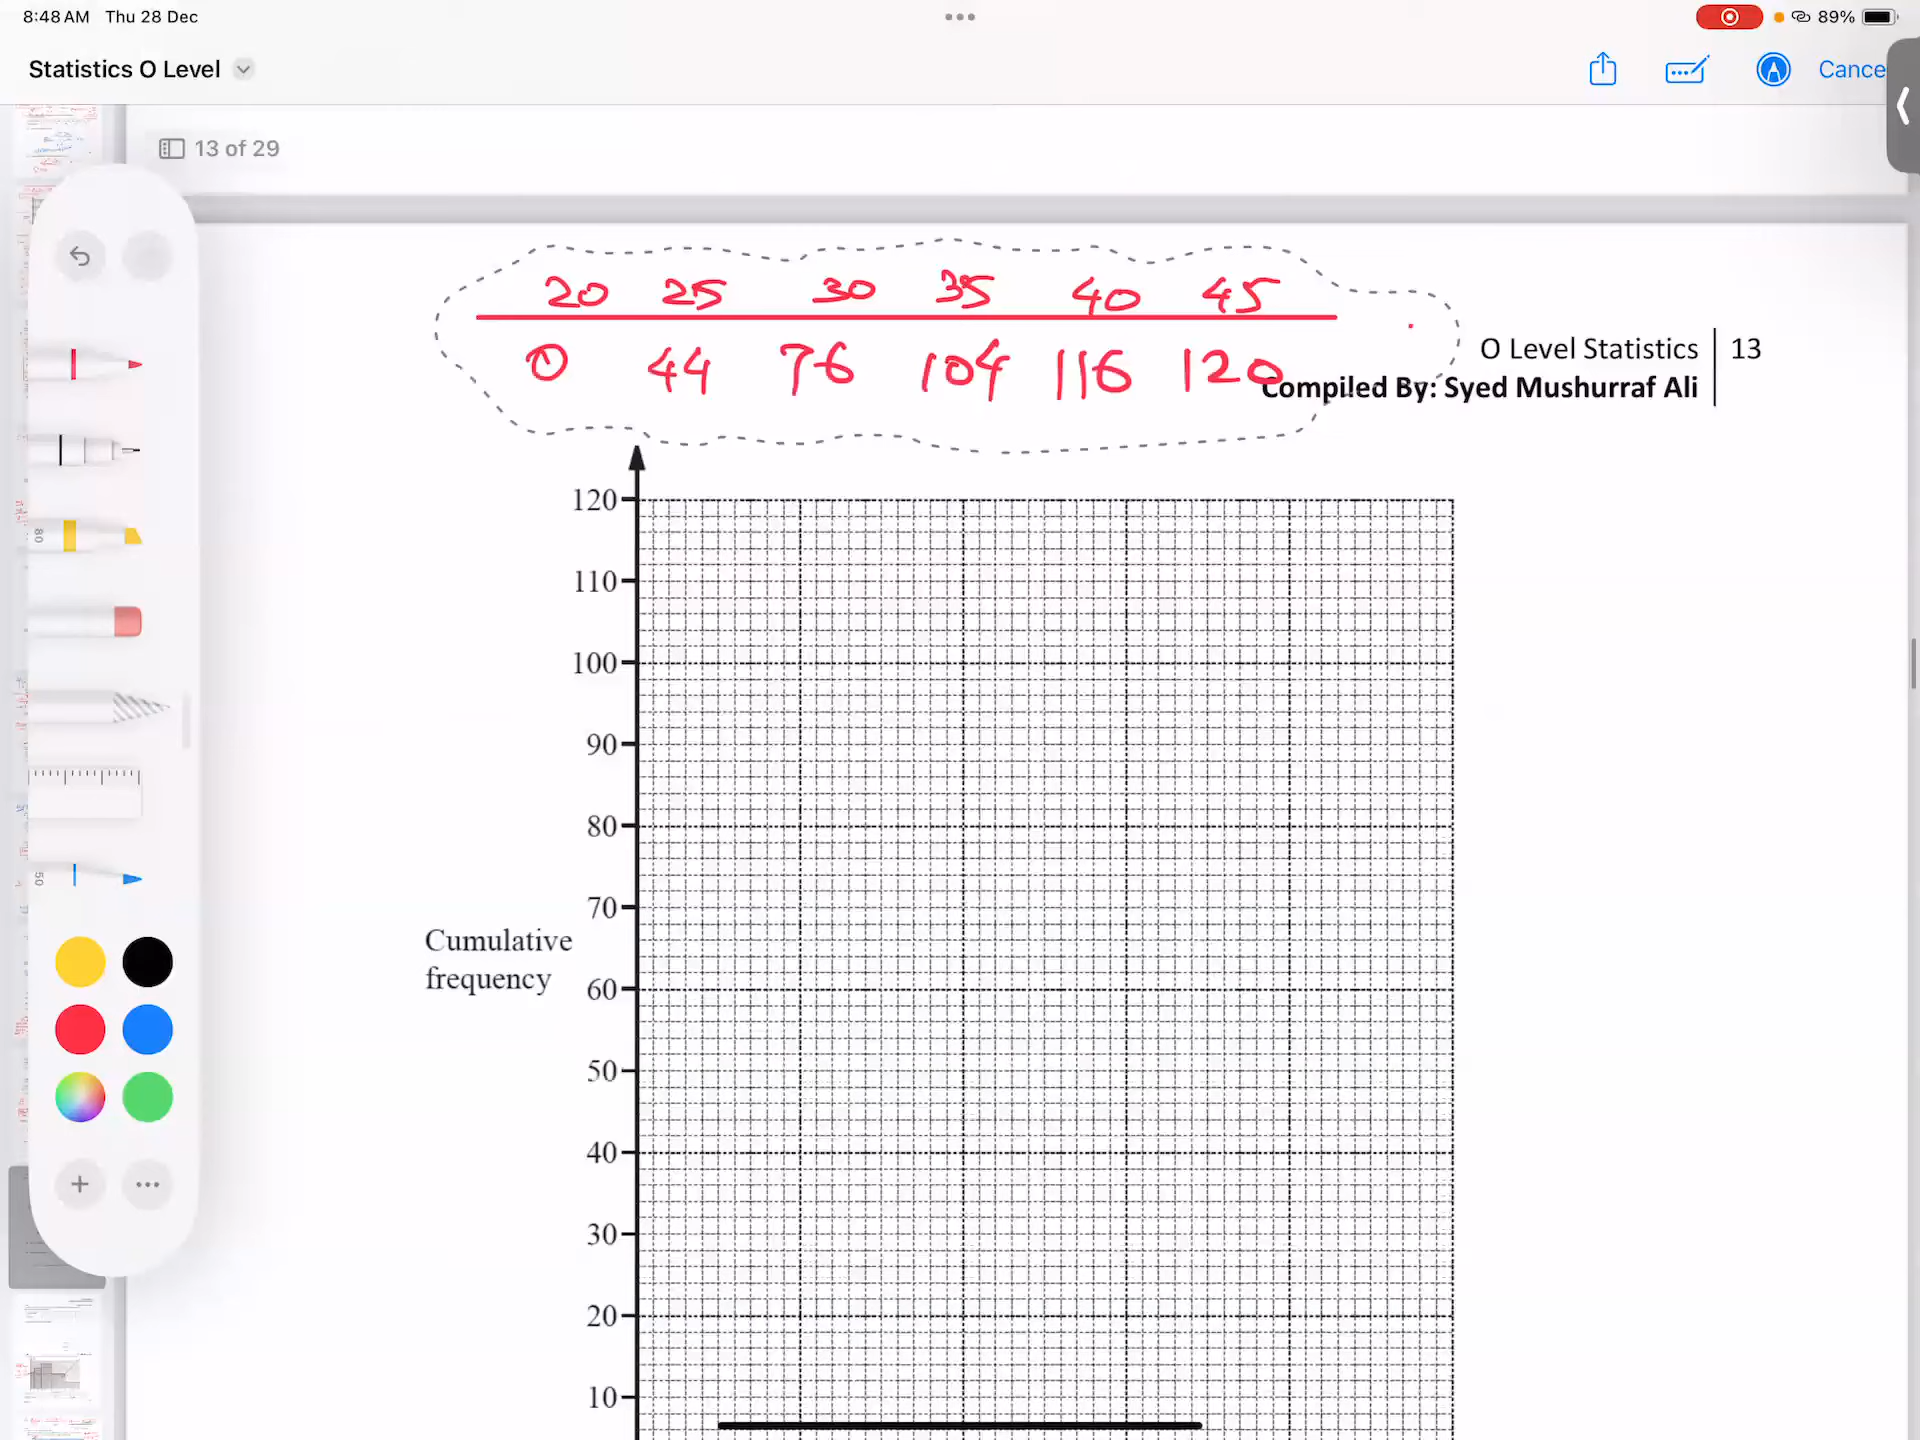 8:48 AM Thu 28 Dec
89%
Statistics O Level
Cance
13 of 29
20 25 30 35 40 45
0 44 76 104 116 120
O Level Statistics 13
Compiled By: Syed Mushurraf Ali
120
110
100
90
80
80
70
50
Cumulative
frequency
60
50
40
30
20
10